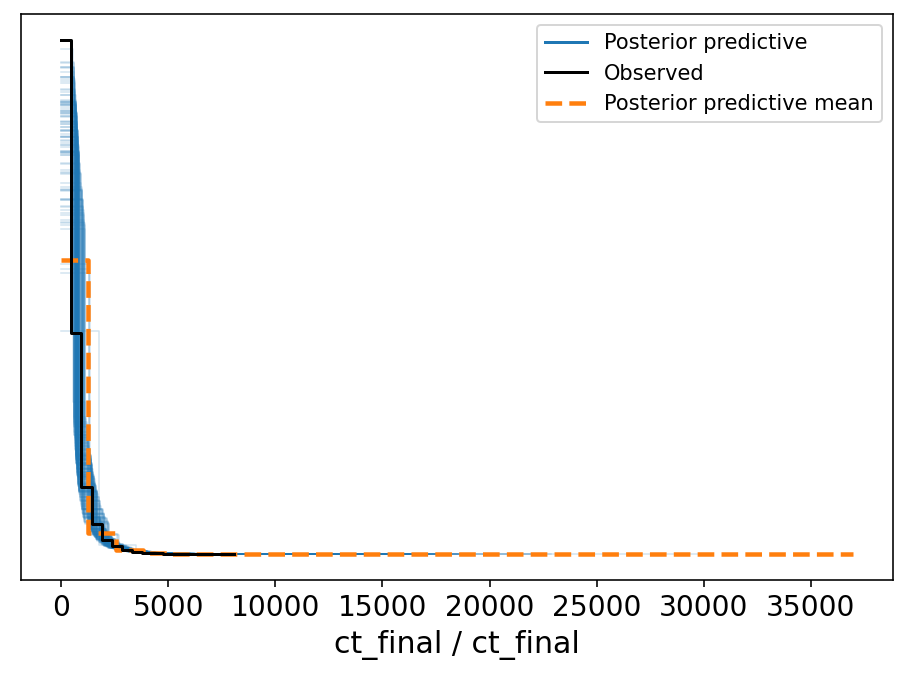 Posterior predictive
Observed
Posterior predictive mean
0 5000 10000 15000 20000 25000 30000 35000
ct_final / ct_final